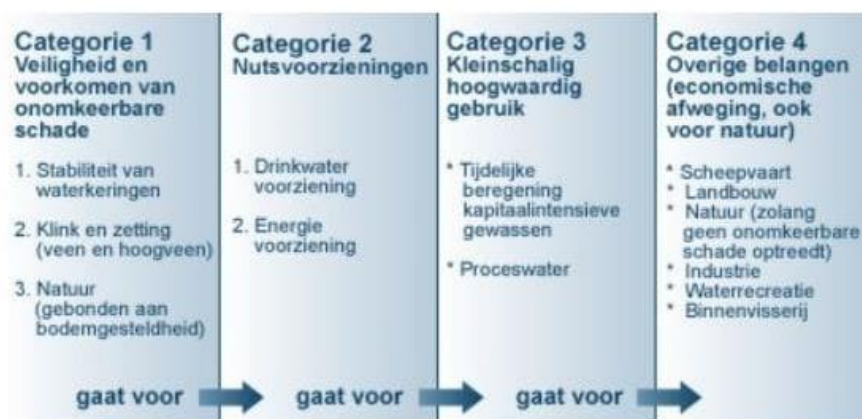 Categorie 1
Veiligheid en
voorkomen van
onomkeerbare
schade
1. Stabiliteit van
waterkeringen
2. Klink en zetting
(veen en hoogveen)
3. Natuur
(gebonden aan
bodemgesteldheid)
gaat voor
Categorie 2
Nutsvoorzieningen
1. Drinkwater
voorziening
2. Energie
voorziening
gaat voor
Categorie 3
Kleinschalig
hoogwaardig
gebruik
* Tijdelijke
beregening
kapitaalintensieve
gewassen
* Proceswater
gaat voor
Categorie 4
Overige belangen
(economische
afweging, ook
voor natuur)
* Scheepvaart
* Landbouw
* Natuur (zolang
geen onomkeerbare
schade optreedt)
* Industrie
* Waterrecreatie
* Binnenvisserij